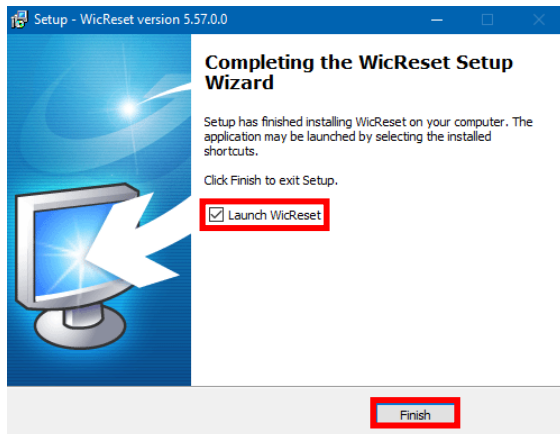 Setup - WicReset version 5.57.0.0
Completing the WicReset Setup
Wizard
Setup has finished installing WicReset on your computer. The
application may be launched by selecting the installed
shortcuts.
Click Finish to exit Setup.
Launch WicReset
Finish